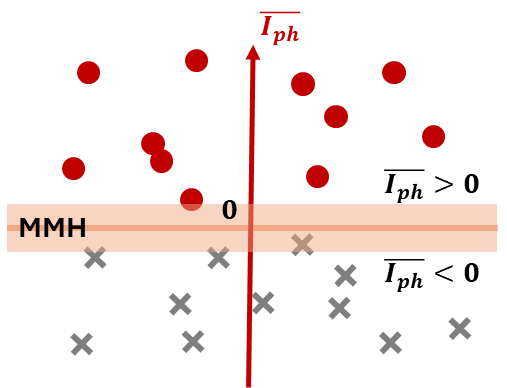 $\overline{I_{ph}}$
0
$\overline{I_{ph}} > 0$
MMH
$\overline{I_{ph}} < 0$